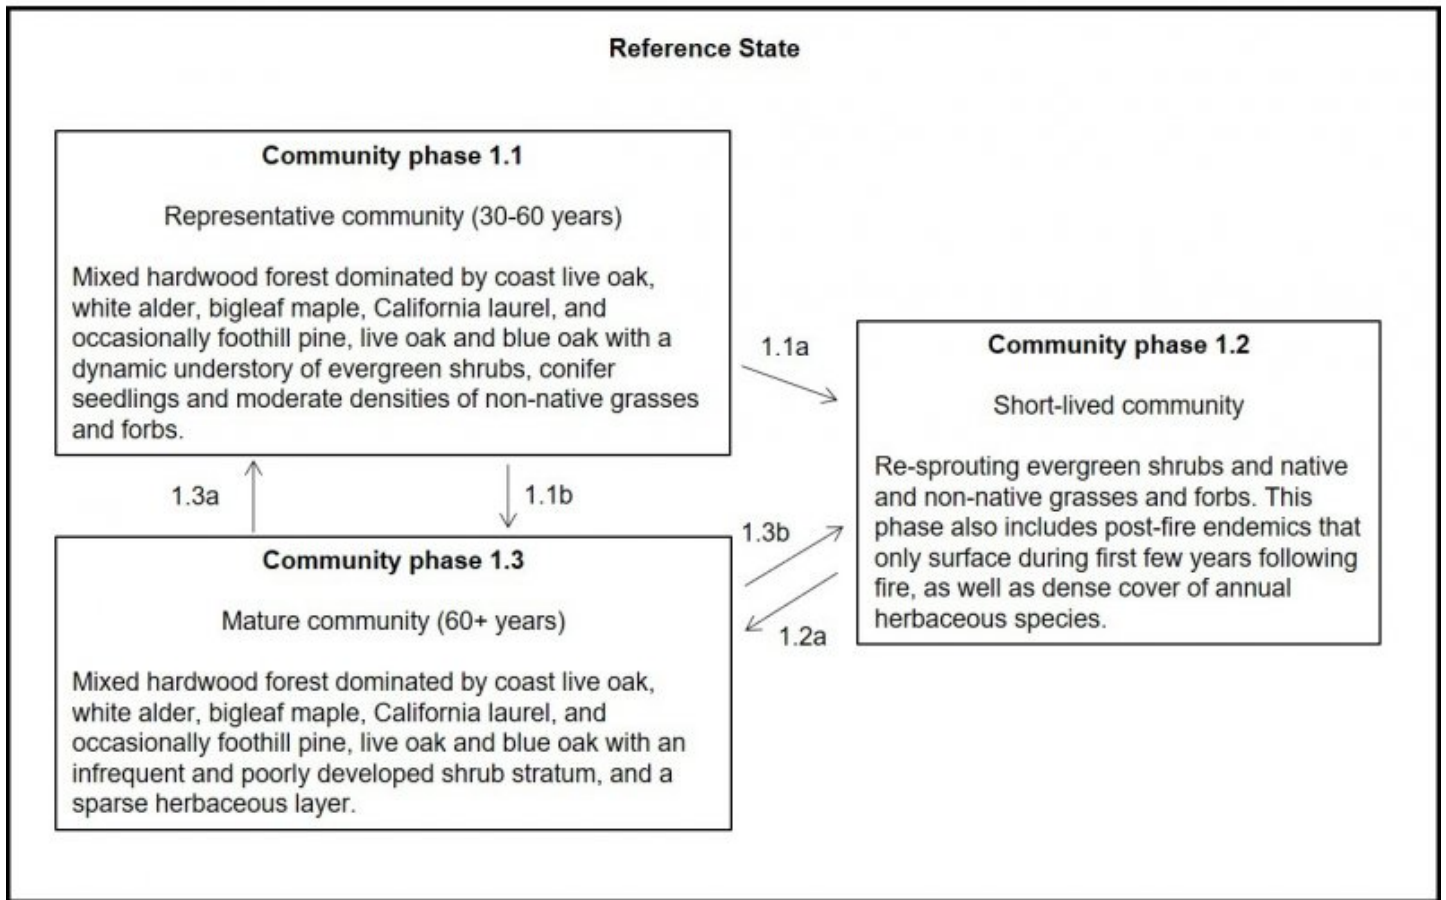 Reference State
Community phase 1.1
Representative community (30-60 years)
Mixed hardwood forest dominated by coast live oak,
white alder, bigleaf maple, California laurel, and
occasionally foothill pine, live oak and blue oak with a
dynamic understory of evergreen shrubs, conifer
seedlings and moderate densities of non-native grasses
and forbs.
1.1a
Community phase 1.2
Short-lived community
Re-sprouting evergreen shrubs and native
and non-native grasses and forbs. This
phase also includes post-fire endemics that
only surface during first few years following
fire, as well as dense cover of annual
herbaceous species.
1.3a
1.1b
1.3b
1.2a
Community phase 1.3
Mature community (60+ years)
Mixed hardwood forest dominated by coast live oak,
white alder, bigleaf maple, California laurel, and
occasionally foothill pine, live oak and blue oak with an
infrequent and poorly developed shrub stratum, and a
sparse herbaceous layer.